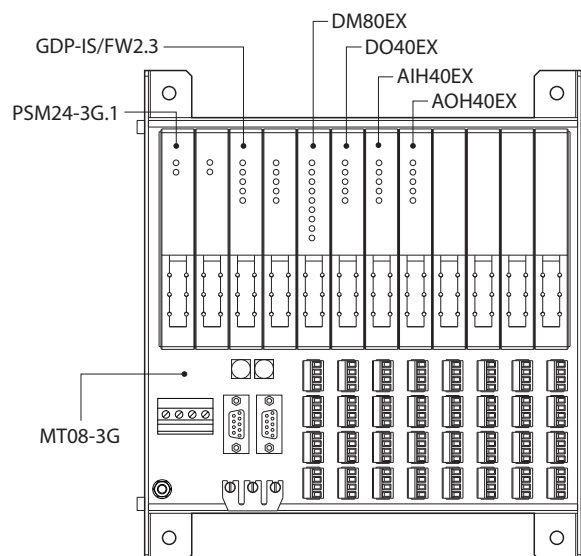 DM80EX
GDP-IS/FW2.3
DO40EX
AIH40EX
AOH40EX
PSM24-3G.1
MT08-3G